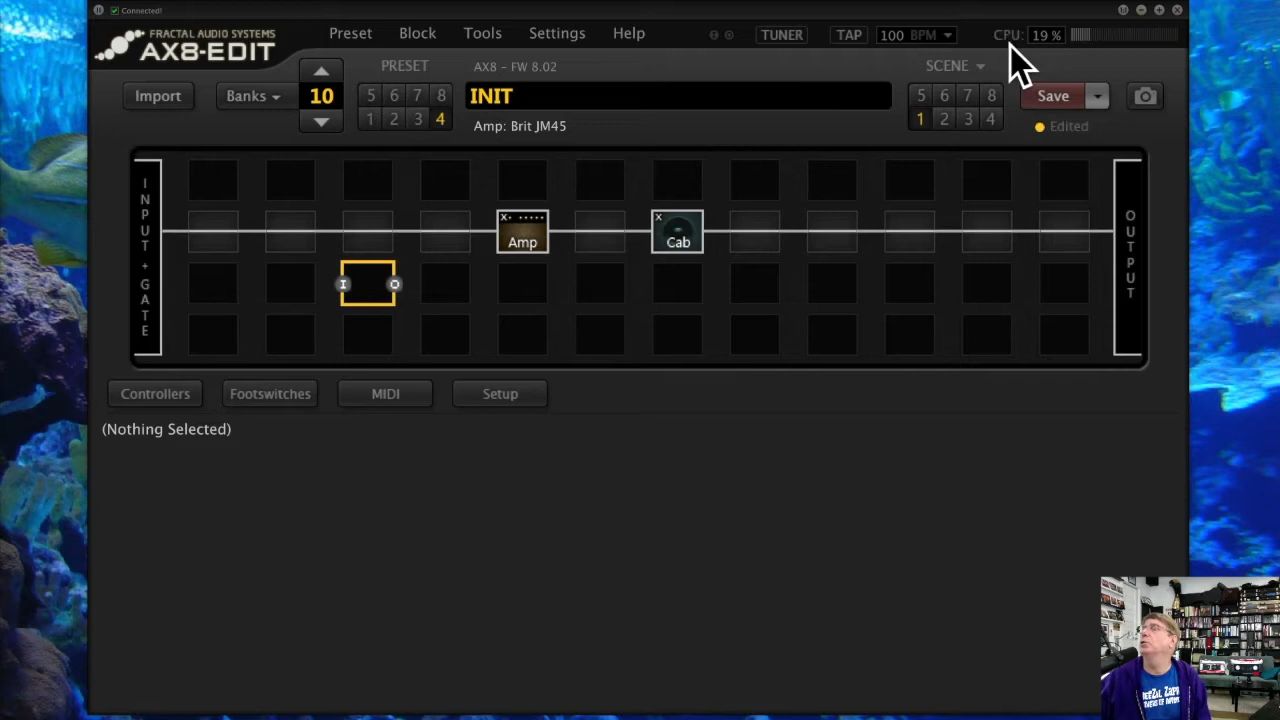 Connected!
FRACTAL AUDIO SYSTEMS
AX8-EDIT
Preset Block Tools Settings Help
TUNER TAP 100 BPM CPU: 19 %
PRESET AX8 - FW 8.02 SCENE
Import Banks 10 5 6 7 8 INIT 5 6 7 8 Save
1 2 3 4 Amp: Brit JM45 1 2 3 4 Edited
INPUT + GATE
X X
Amp Cab
I O
OUTPUT
Controllers Footswitches MIDI Setup
(Nothing Selected)